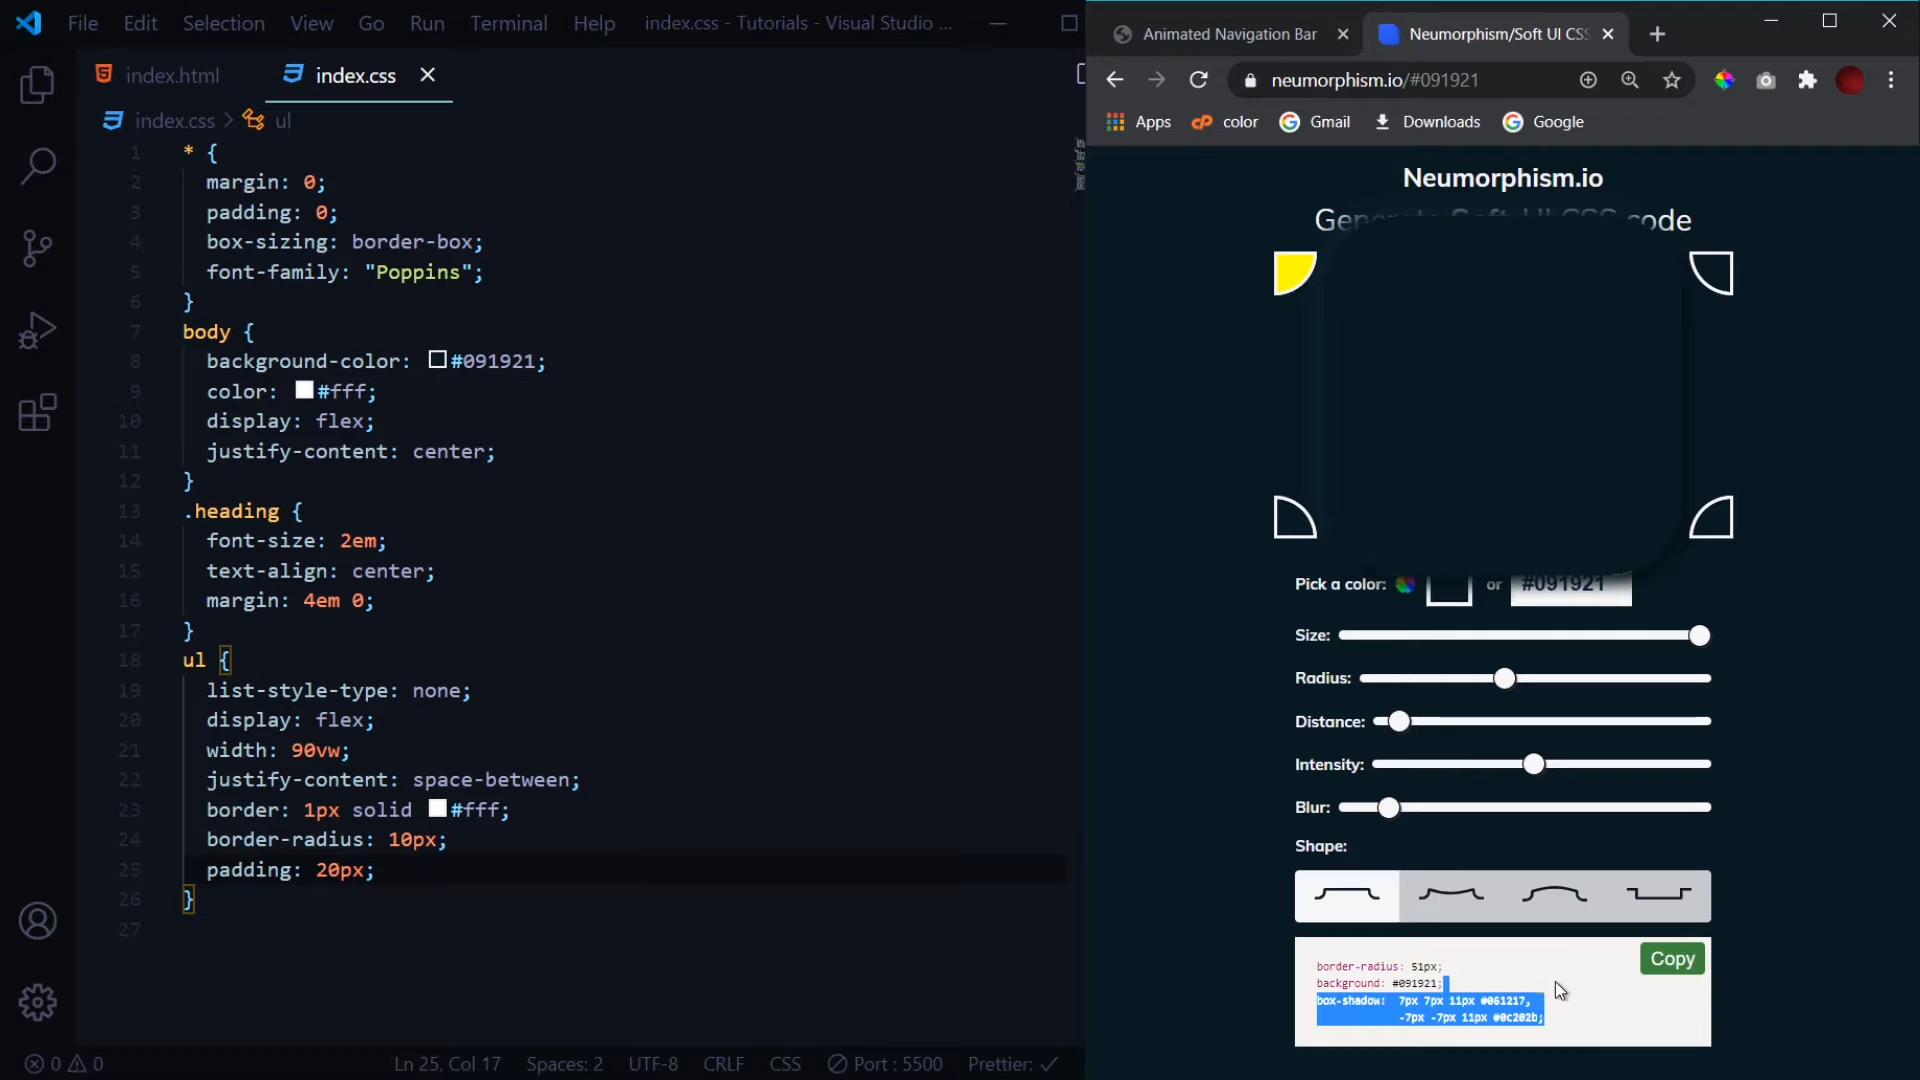 File Edit Selection View Go Run Terminal Help index.css - Tutorials - Visual Studio ...
index.html index.css
index.css > ul
1 * {
2 margin: 0;
3 padding: 0;
4 box-sizing: border-box;
5 font-family: "Poppins";
6 }
7 body {
8 background-color: #091921;
9 color: #fff;
10 display: flex;
11 justify-content: center;
12 }
13 .heading {
14 font-size: 2em;
15 text-align: center;
16 margin: 4em 0;
17 }
18 ul {
19 list-style-type: none;
20 display: flex;
21 width: 90vw;
22 justify-content: space-between;
23 border: 1px solid #fff;
24 border-radius: 10px;
25 padding: 20px;
26 }
27
0 0 Ln 25, Col 17 Spaces: 2 UTF-8 CRLF CSS Port : 5500 Prettier: ✓
Animated Navigation Bar Neumorphism/Soft UI CSS
neumorphism.io/#091921
Apps color Gmail Downloads Google
Neumorphism.io
Generate Soft-UI CSS code
Pick a color: or #091921
Size:
Radius:
Distance:
Intensity:
Blur:
Shape:
Copy
border-radius: 51px;
background: #091921;
box-shadow: 7px 7px 11px #061217,
-7px -7px 11px #0c202b;